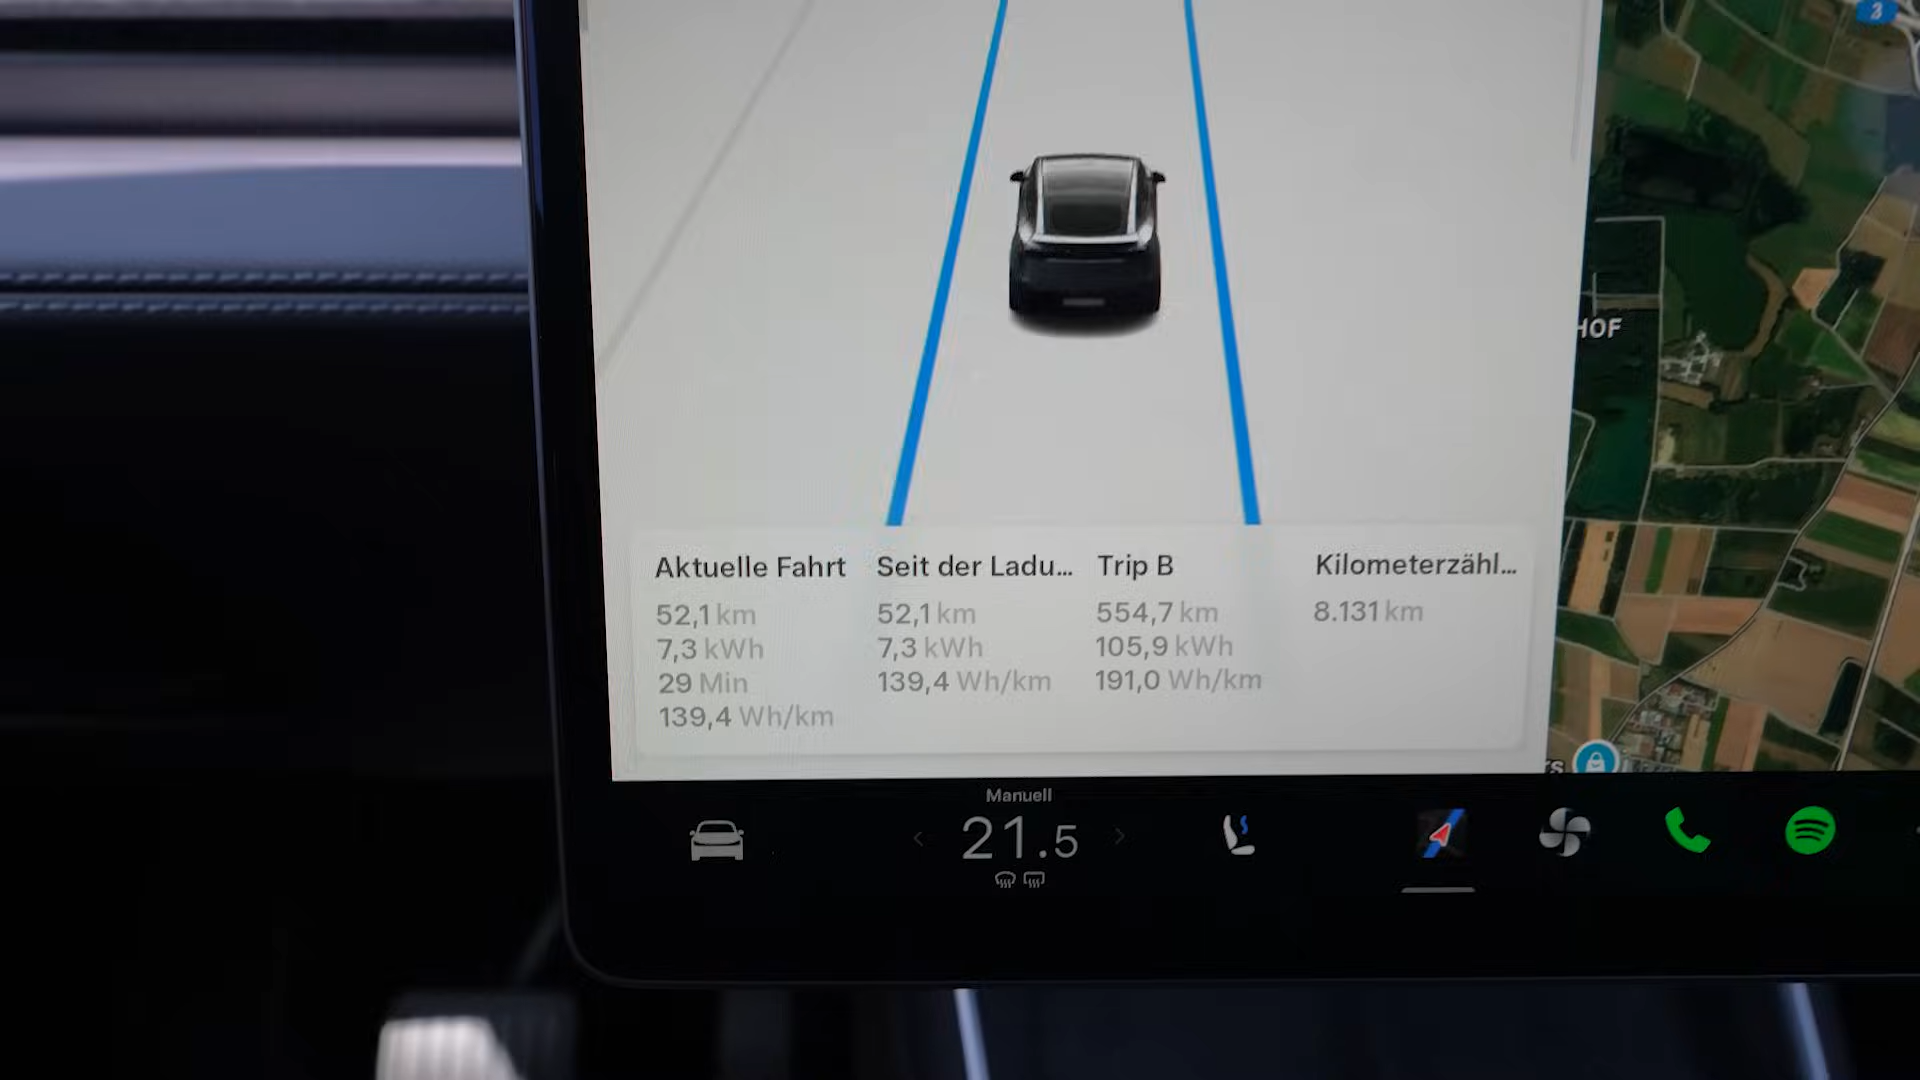 3
HOF
Aktuelle Fahrt
52,1 km
7,3 kWh
29 Min
139,4 Wh/km
Seit der Ladu...
52,1 km
7,3 kWh
139,4 Wh/km
Trip B
554,7 km
105,9 kWh
191,0 Wh/km
Kilometerzähl...
8.131 km
Manuell
21.5